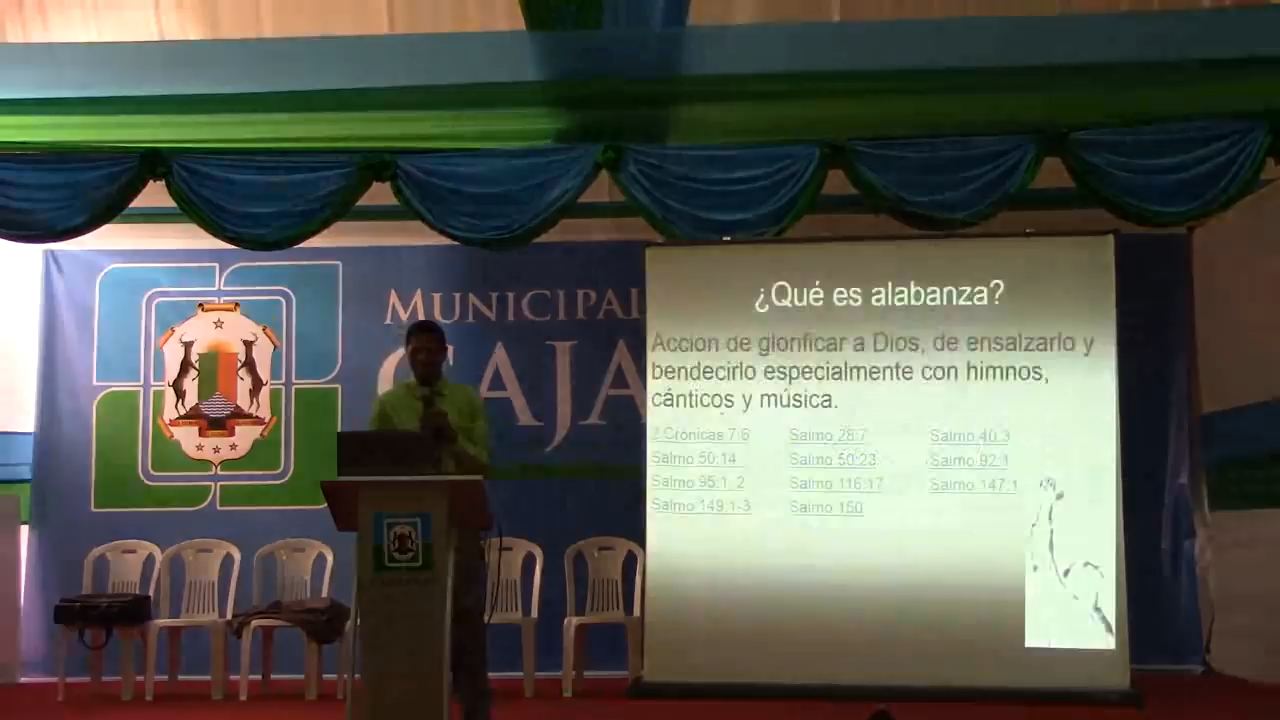 MUNICIPAL
CAJA
¿Qué es alabanza?
Acción de glorificar a Dios, de ensalzarlo y
bendecirlo especialmente con himnos,
cánticos y música.
2 Crónicas 7:6 Salmo 28:7 Salmo 40:3
Salmo 50:14 Salmo 50:23 Salmo 92:1
Salmo 95:1-2 Salmo 116:17 Salmo 147:1
Salmo 149:1-3 Salmo 150